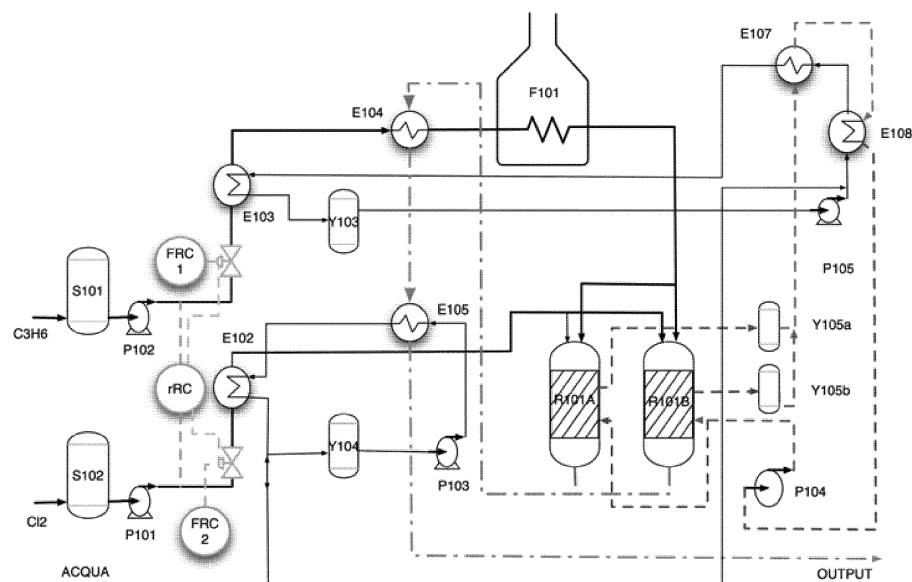 E107
F101
E104
E108
E103
Y103
FRC
1
S101
P105
C3H6
P102
E105
Y105a
E102
rRC
R101A
R101B
Y105b
S102
Y104
P103
P104
Cl2
P101
FRC
2
ACQUA
OUTPUT